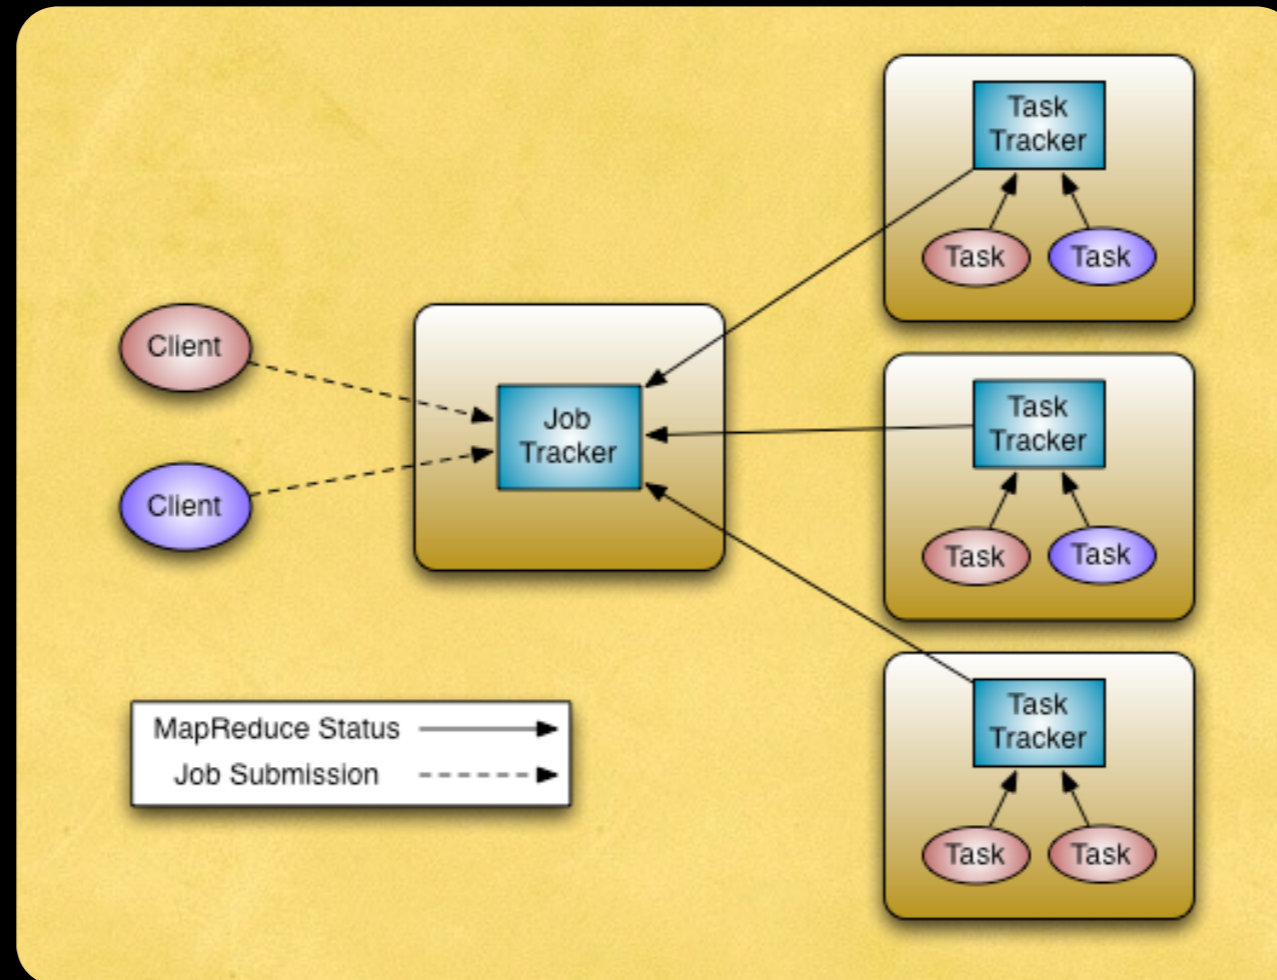 Client
Client
Job
Tracker
Task
Tracker
Task Task
Task
Tracker
Task Task
Task
Tracker
Task Task
MapReduce Status
Job Submission